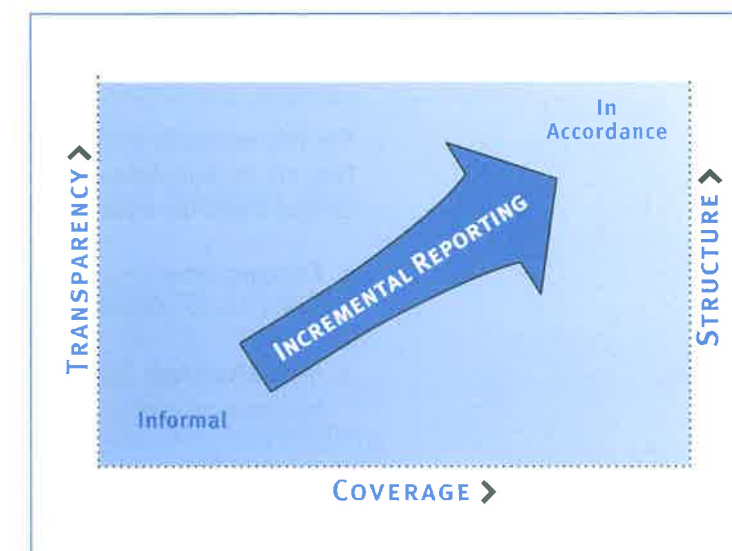 In
Accordance
TRANSPARENCY >
INCREMENTAL REPORTING
STRUCTURE >
Informal
COVERAGE >